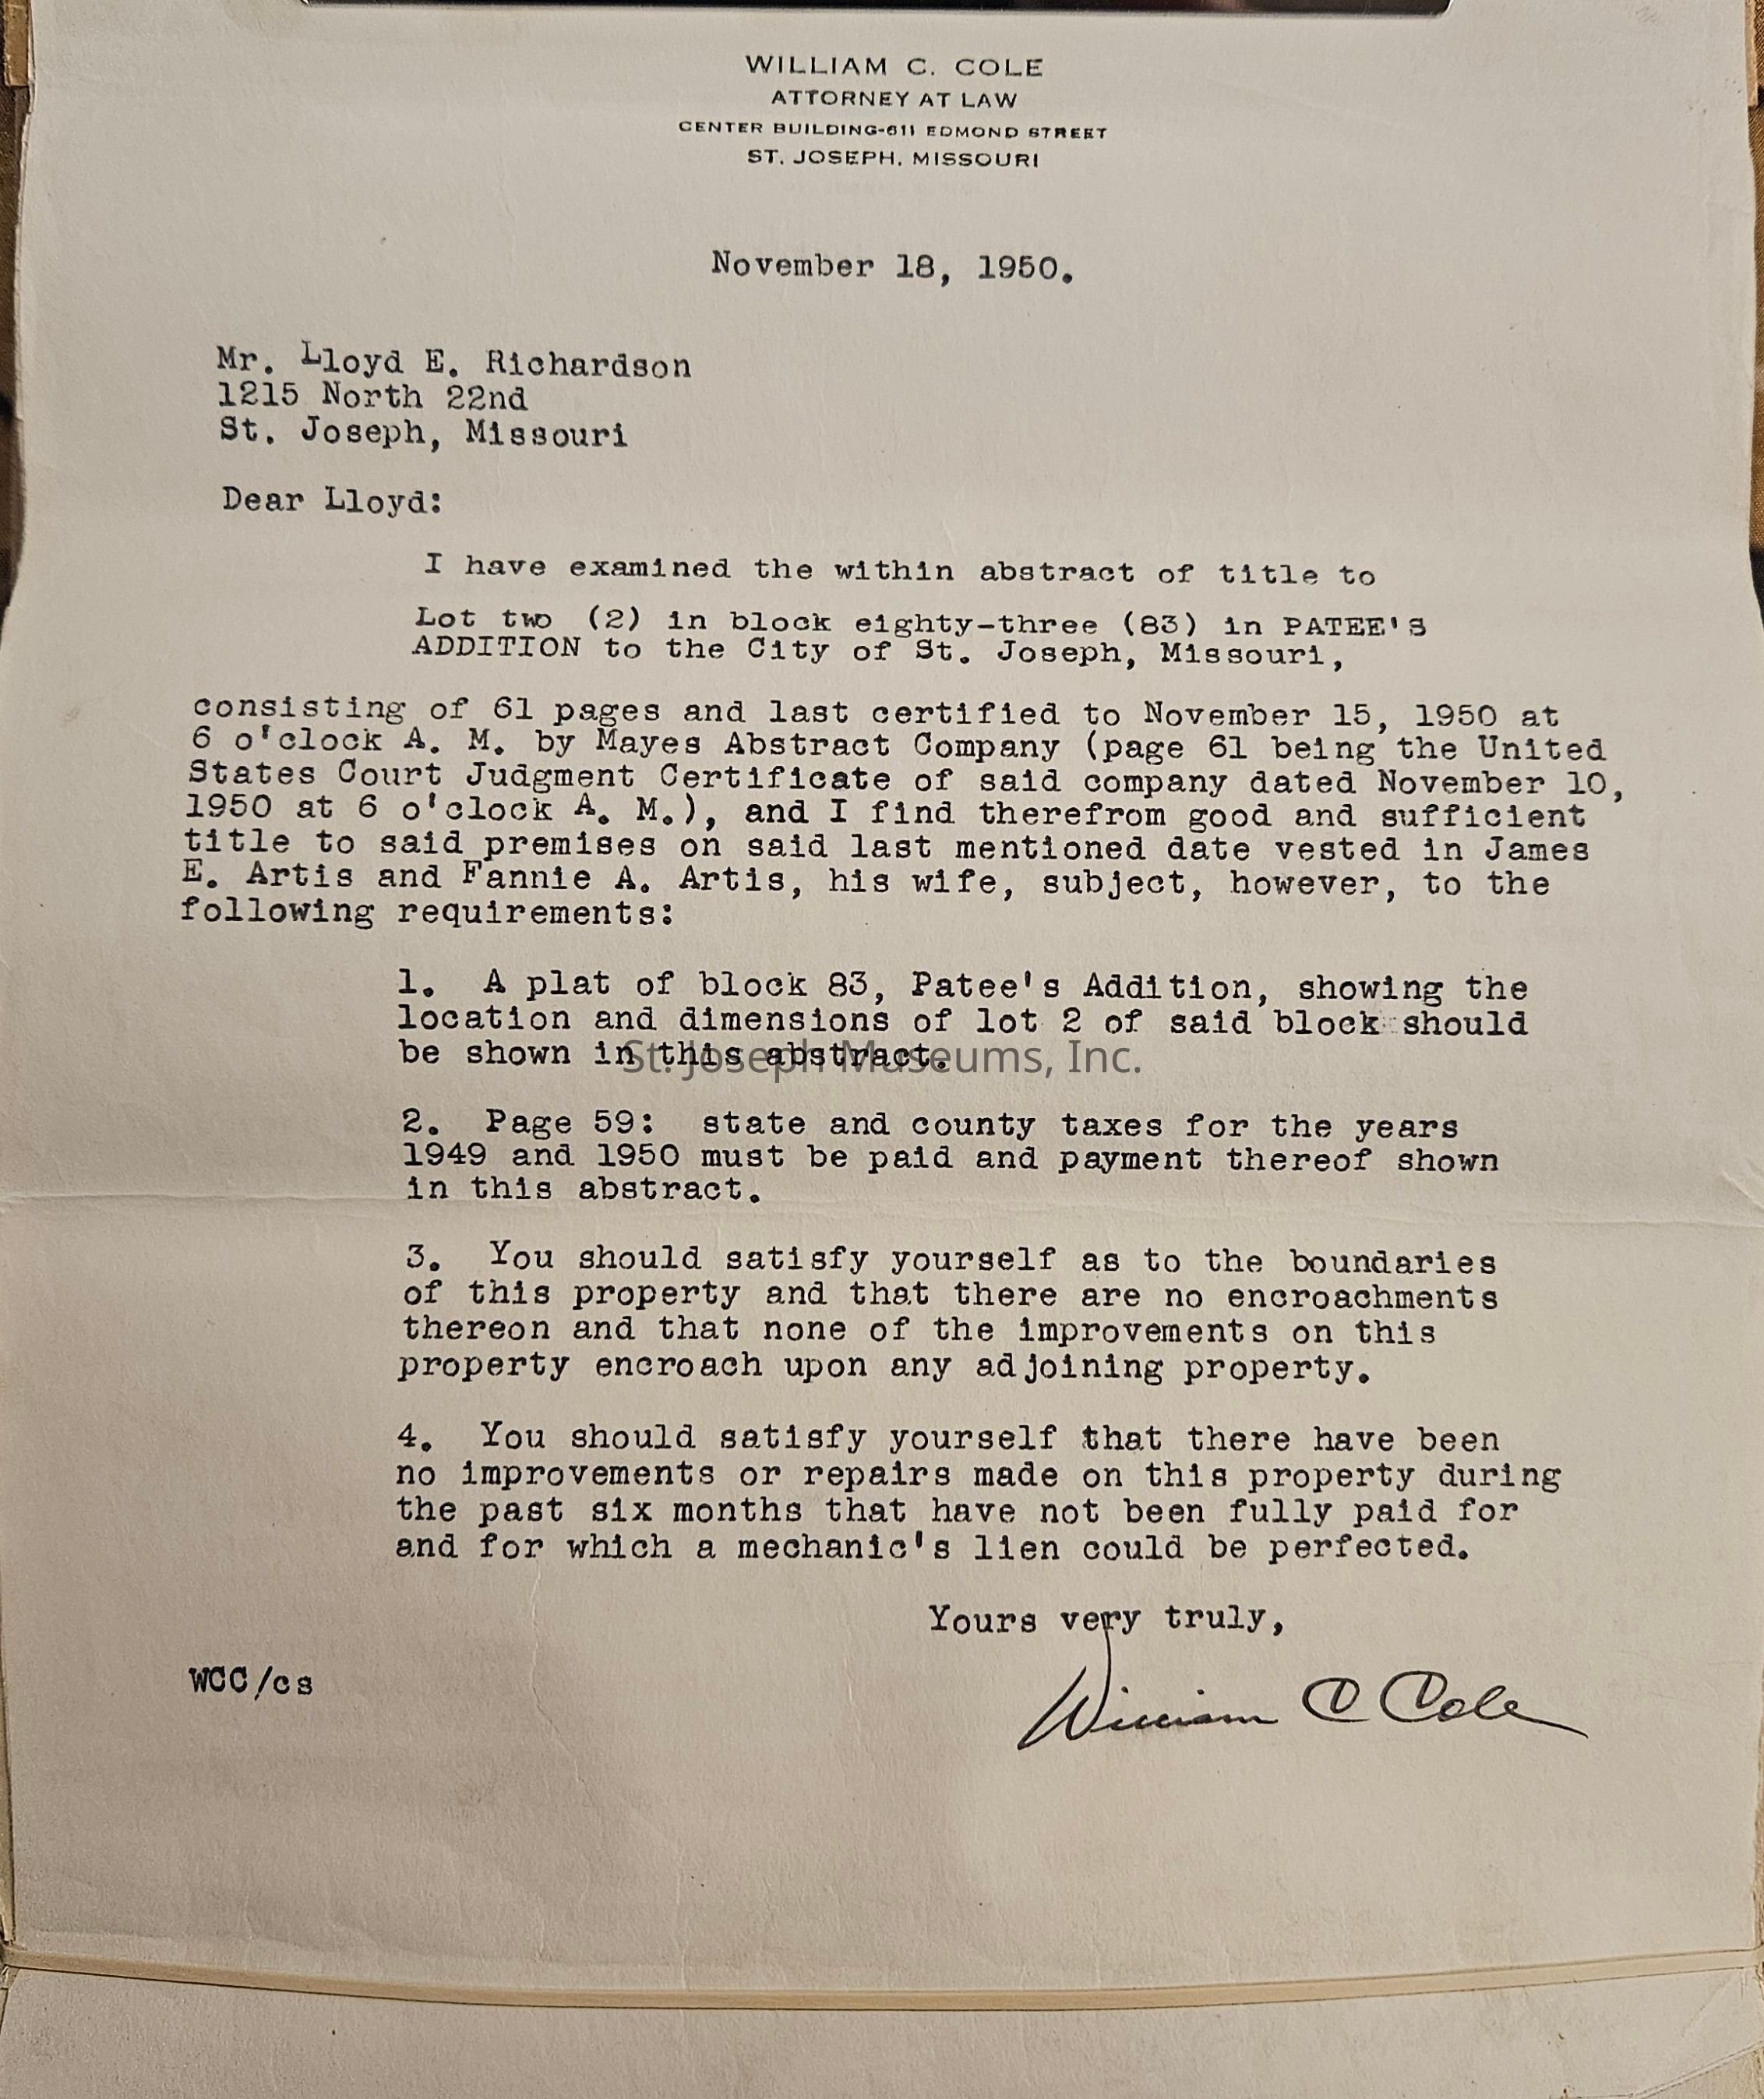 WILLIAM C. COLE
ATTORNEY AT LAW
CENTER BUILDING-611 EDMOND STREET
ST. JOSEPH, MISSOURI
November 18, 1950.
Mr. Lloyd E. Richardson
1215 North 22nd
St. Joseph, Missouri
Dear Lloyd:
I have examined the within abstract of title to
Lot two (2) in block eighty-three (83) in PATEE'S
ADDITION to the City of St. Joseph, Missouri,
consisting of 61 pages and last certified to November 15, 1950 at
6 o'clock A. M. by Mayes Abstract Company (page 61 being the United
States Court Judgment Certificate of said company dated November 10,
1950 at 6 o'clock A. M.), and I find therefrom good and sufficient
title to said premises on said last mentioned date vested in James
E. Artis and Fannie A. Artis, his wife, subject, however, to the
following requirements:
1. A plat of block 83, Patee's Addition, showing the
location and dimensions of lot 2 of said block should
be shown in this abstract.
St. Joseph Museums, Inc.
2. Page 59: state and county taxes for the years
1949 and 1950 must be paid and payment thereof shown
in this abstract.
3. You should satisfy yourself as to the boundaries
of this property and that there are no encroachments
thereon and that none of the improvements on this
property encroach upon any adjoining property.
4. You should satisfy yourself that there have been
no improvements or repairs made on this property during
the past six months that have not been fully paid for
and for which a mechanic's lien could be perfected.
Yours very truly,
WCC/cs
William C Cole